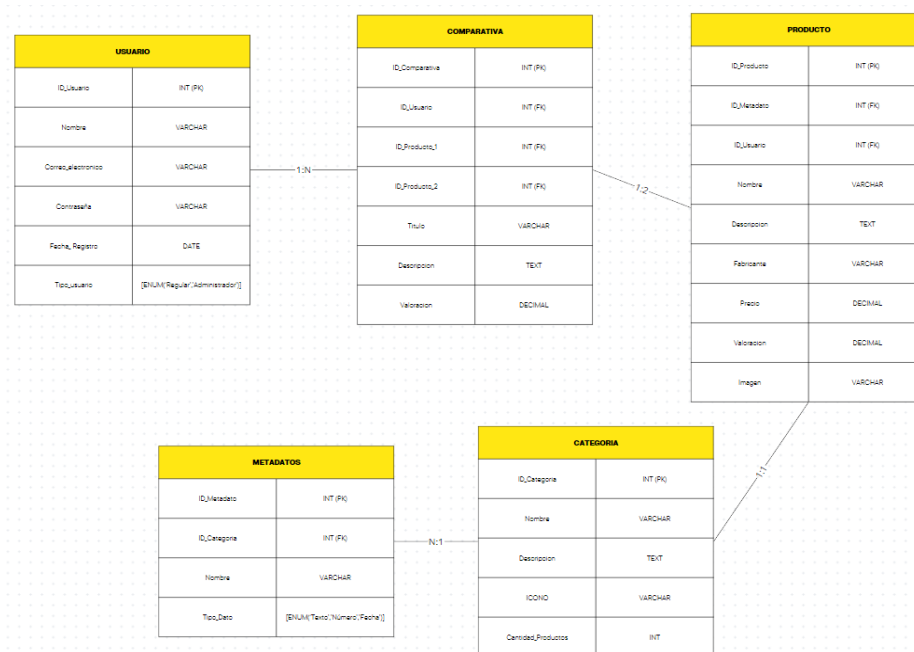 USUARIO
ID_Usuario INT (PK)
Nombre VARCHAR
Correo_electronico VARCHAR
Contraseña VARCHAR
Fecha_ Registro DATE
Tipo_usuario [ENUM('Regular','Administrador')]
1:N
COMPARATIVA
ID_Comparativa INT (PK)
ID_Usuario INT (FK)
ID_Producto_1 INT (FK)
ID_Producto_2 INT (FK)
Titulo VARCHAR
Descripcion TEXT
Valoracion DECIMAL
1:2
PRODUCTO
ID_Producto INT (PK)
ID_Metadato INT (FK)
ID_Usuario INT (FK)
Nombre VARCHAR
Descripcion TEXT
Fabricante VARCHAR
Precio DECIMAL
Valoracion DECIMAL
Imagen VARCHAR
1:1
METADATOS
ID_Metadato INT (PK)
ID_Categoria INT (FK)
Nombre VARCHAR
Tipo_Dato [ENUM('Texto','Número','Fecha')]
N:1
CATEGORIA
ID_Categoria INT (PK)
Nombre VARCHAR
Descripcion TEXT
ICONO VARCHAR
Cantidad_Productos INT